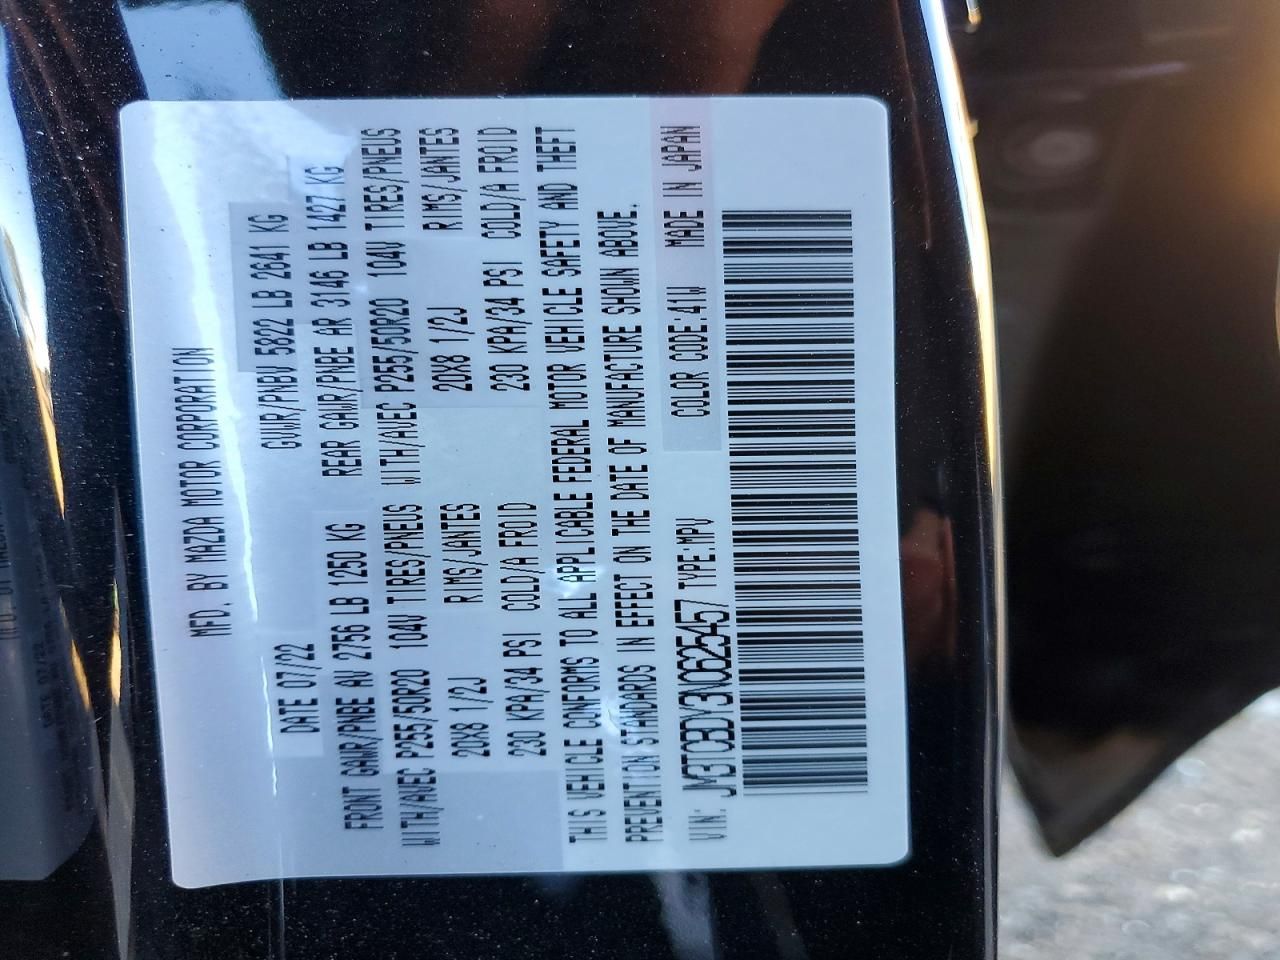 MFD. BY MAZDA MOTOR CORPORATION
DATE 07/22 GVWR/PNBV 5822 LB 2641 KG
FRONT GAWR/PNBE AV 2756 LB 1250 KG REAR GAWR/PNBE AR 3146 LB 1427 KG
WITH/AVEC P255/50R20 104V TIRES/PNEUS WITH/AVEC P255/50R20 104V TIRES/PNEUS
20X8 1/2J RIMS/JANTES 20X8 1/2J RIMS/JANTES
230 KPA/34 PSI COLD/A FROID 230 KPA/34 PSI COLD/A FROID
THIS VEHICLE CONFORMS TO ALL APPLICABLE FEDERAL MOTOR VEHICLE SAFETY AND THEFT
PREVENTION STANDARDS IN EFFECT ON THE DATE OF MANUFACTURE SHOWN ABOVE.
VIN: JM3TCBDY3N0625457 TYPE:MPV COLOR CODE:41W MADE IN JAPAN